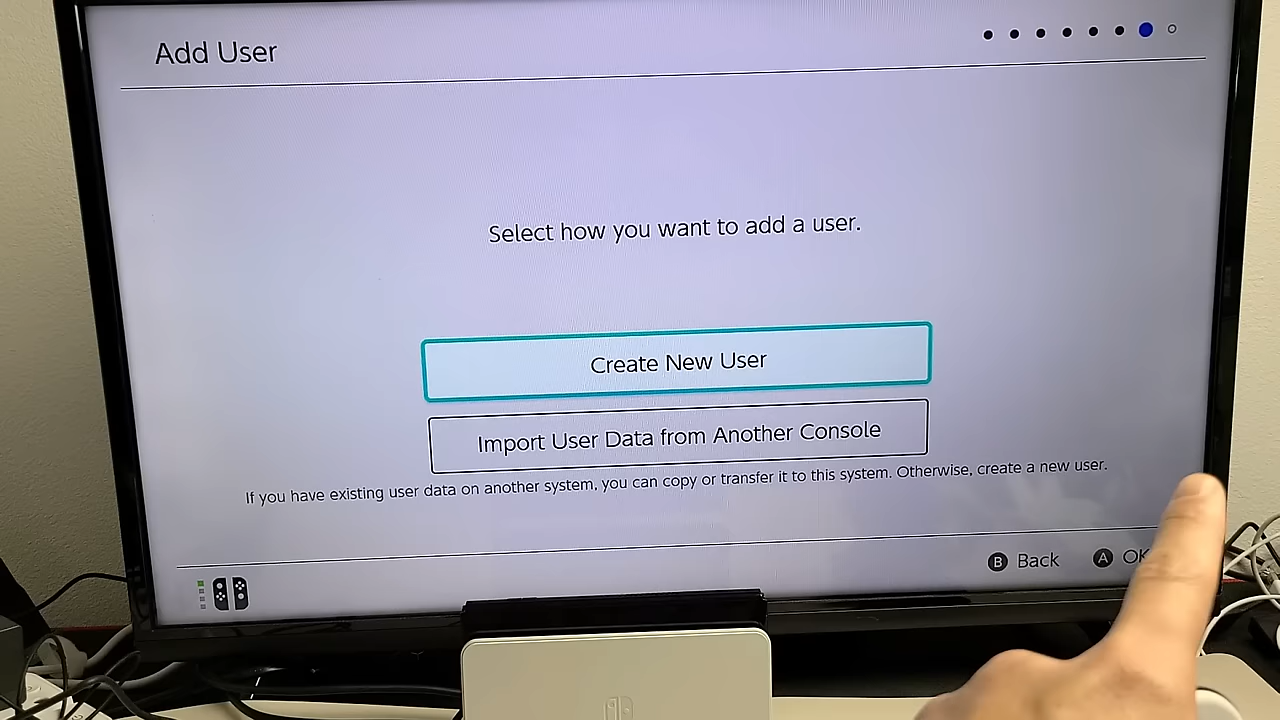 Add User
Select how you want to add a user.
Create New User
Import User Data from Another Console
If you have existing user data on another system, you can copy or transfer it to this system. Otherwise, create a new user.
B Back A OK